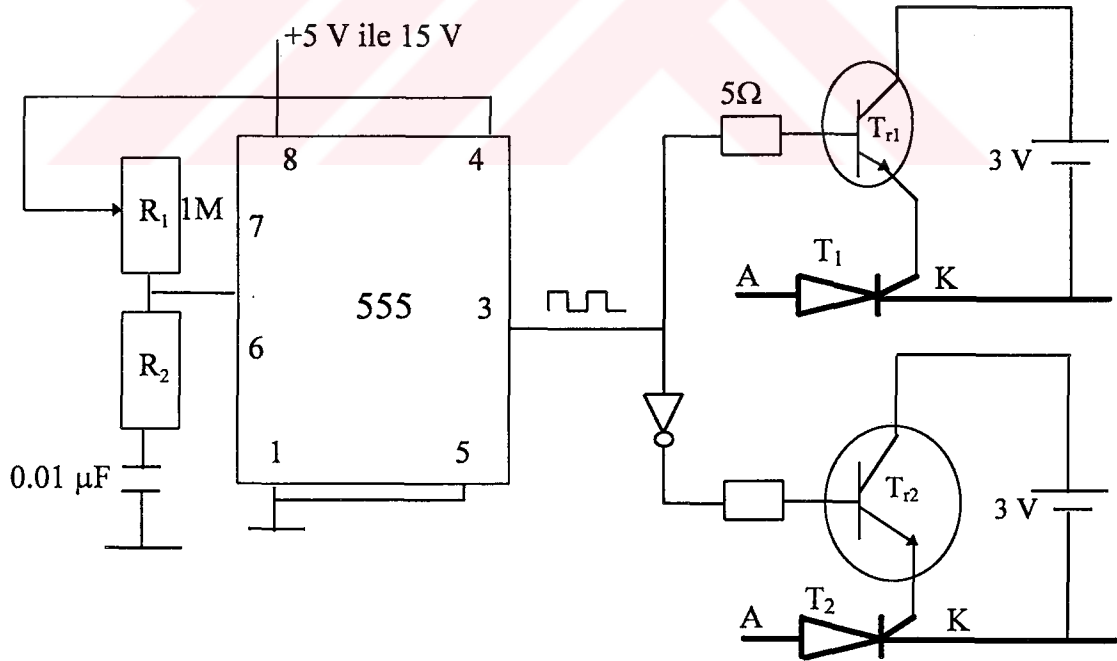 +5 V ile 15 V
8
4
R₁ 1M
7
555
3
6
R₂
0.01 μF
1
5
5Ω
Tr1
3 V
T₁
A
K
Tr2
3 V
T₂
A
K